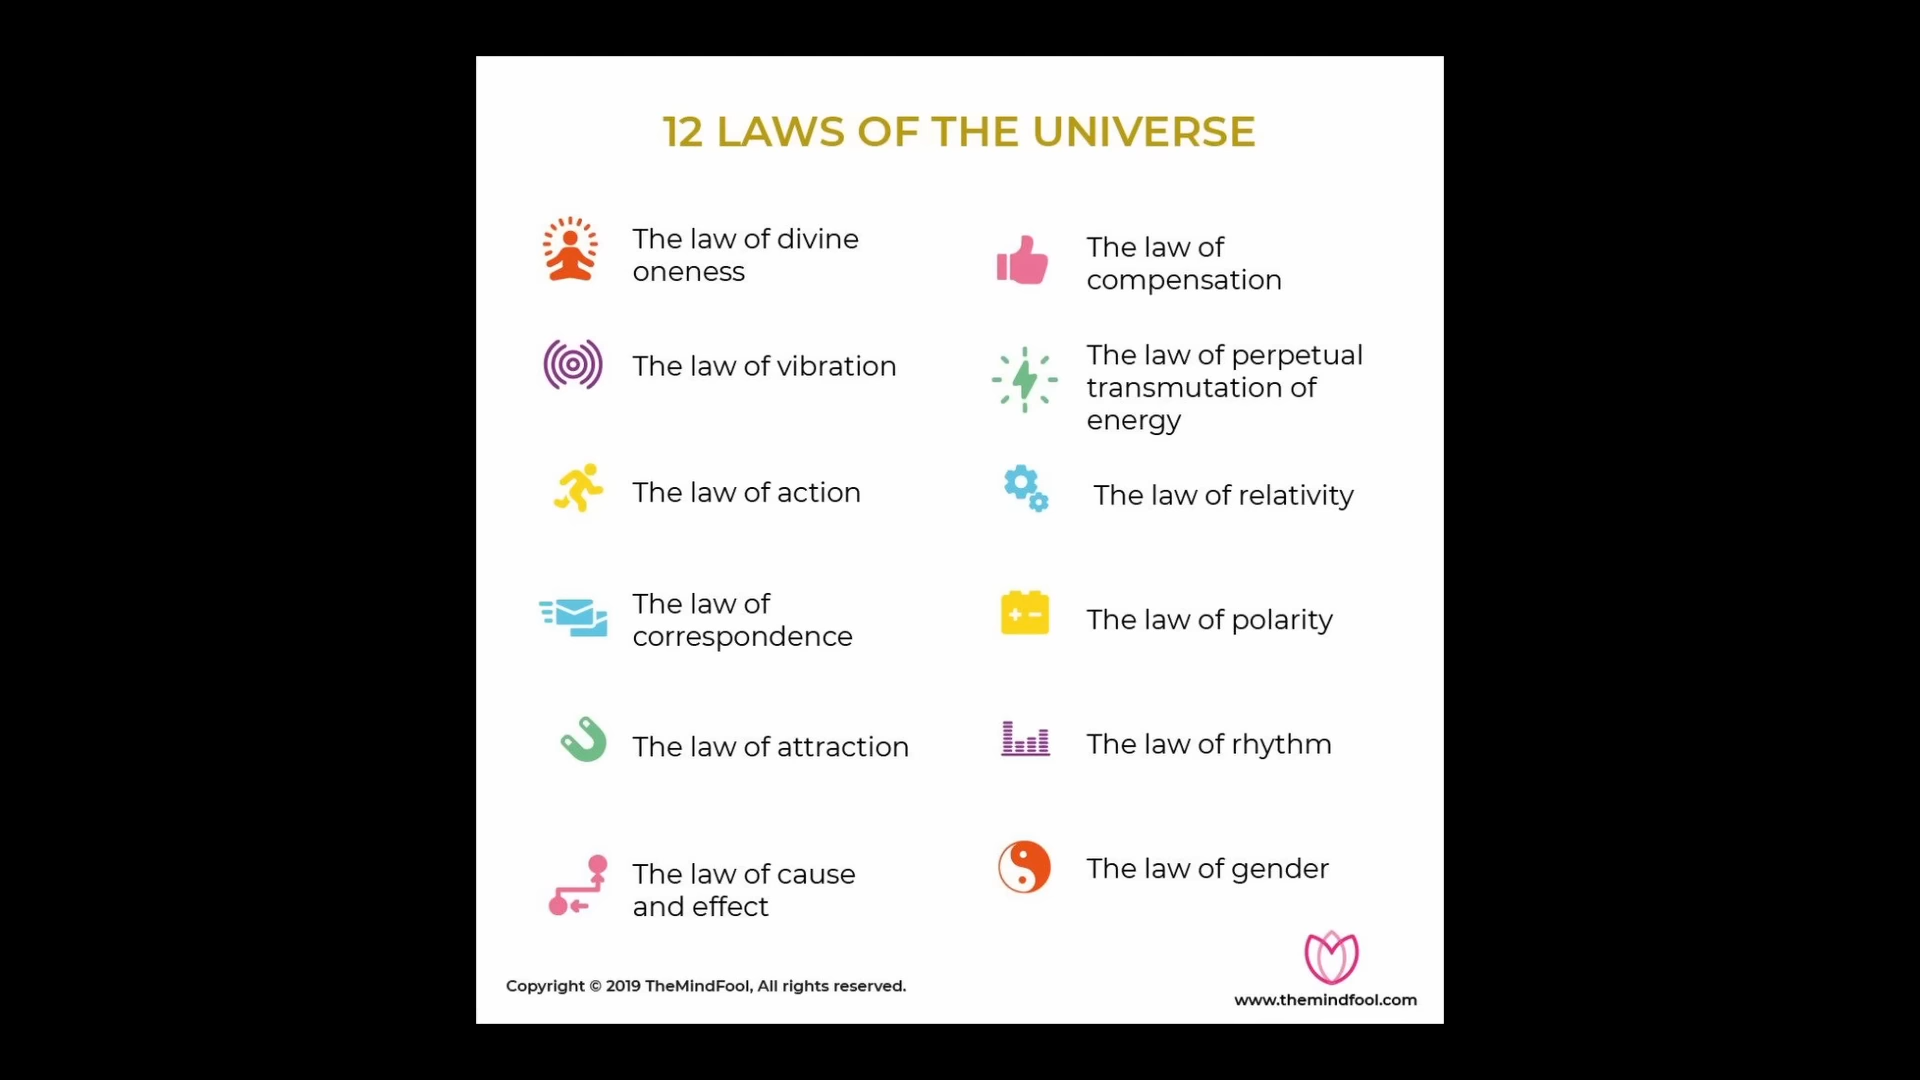 12 LAWS OF THE UNIVERSE
The law of divine
oneness
The law of vibration
The law of action
The law of
correspondence
The law of attraction
The law of cause
and effect
The law of
compensation
The law of perpetual
transmutation of
energy
The law of relativity
The law of polarity
The law of rhythm
The law of gender
Copyright © 2019 TheMindFool, All rights reserved.
www.themindfool.com